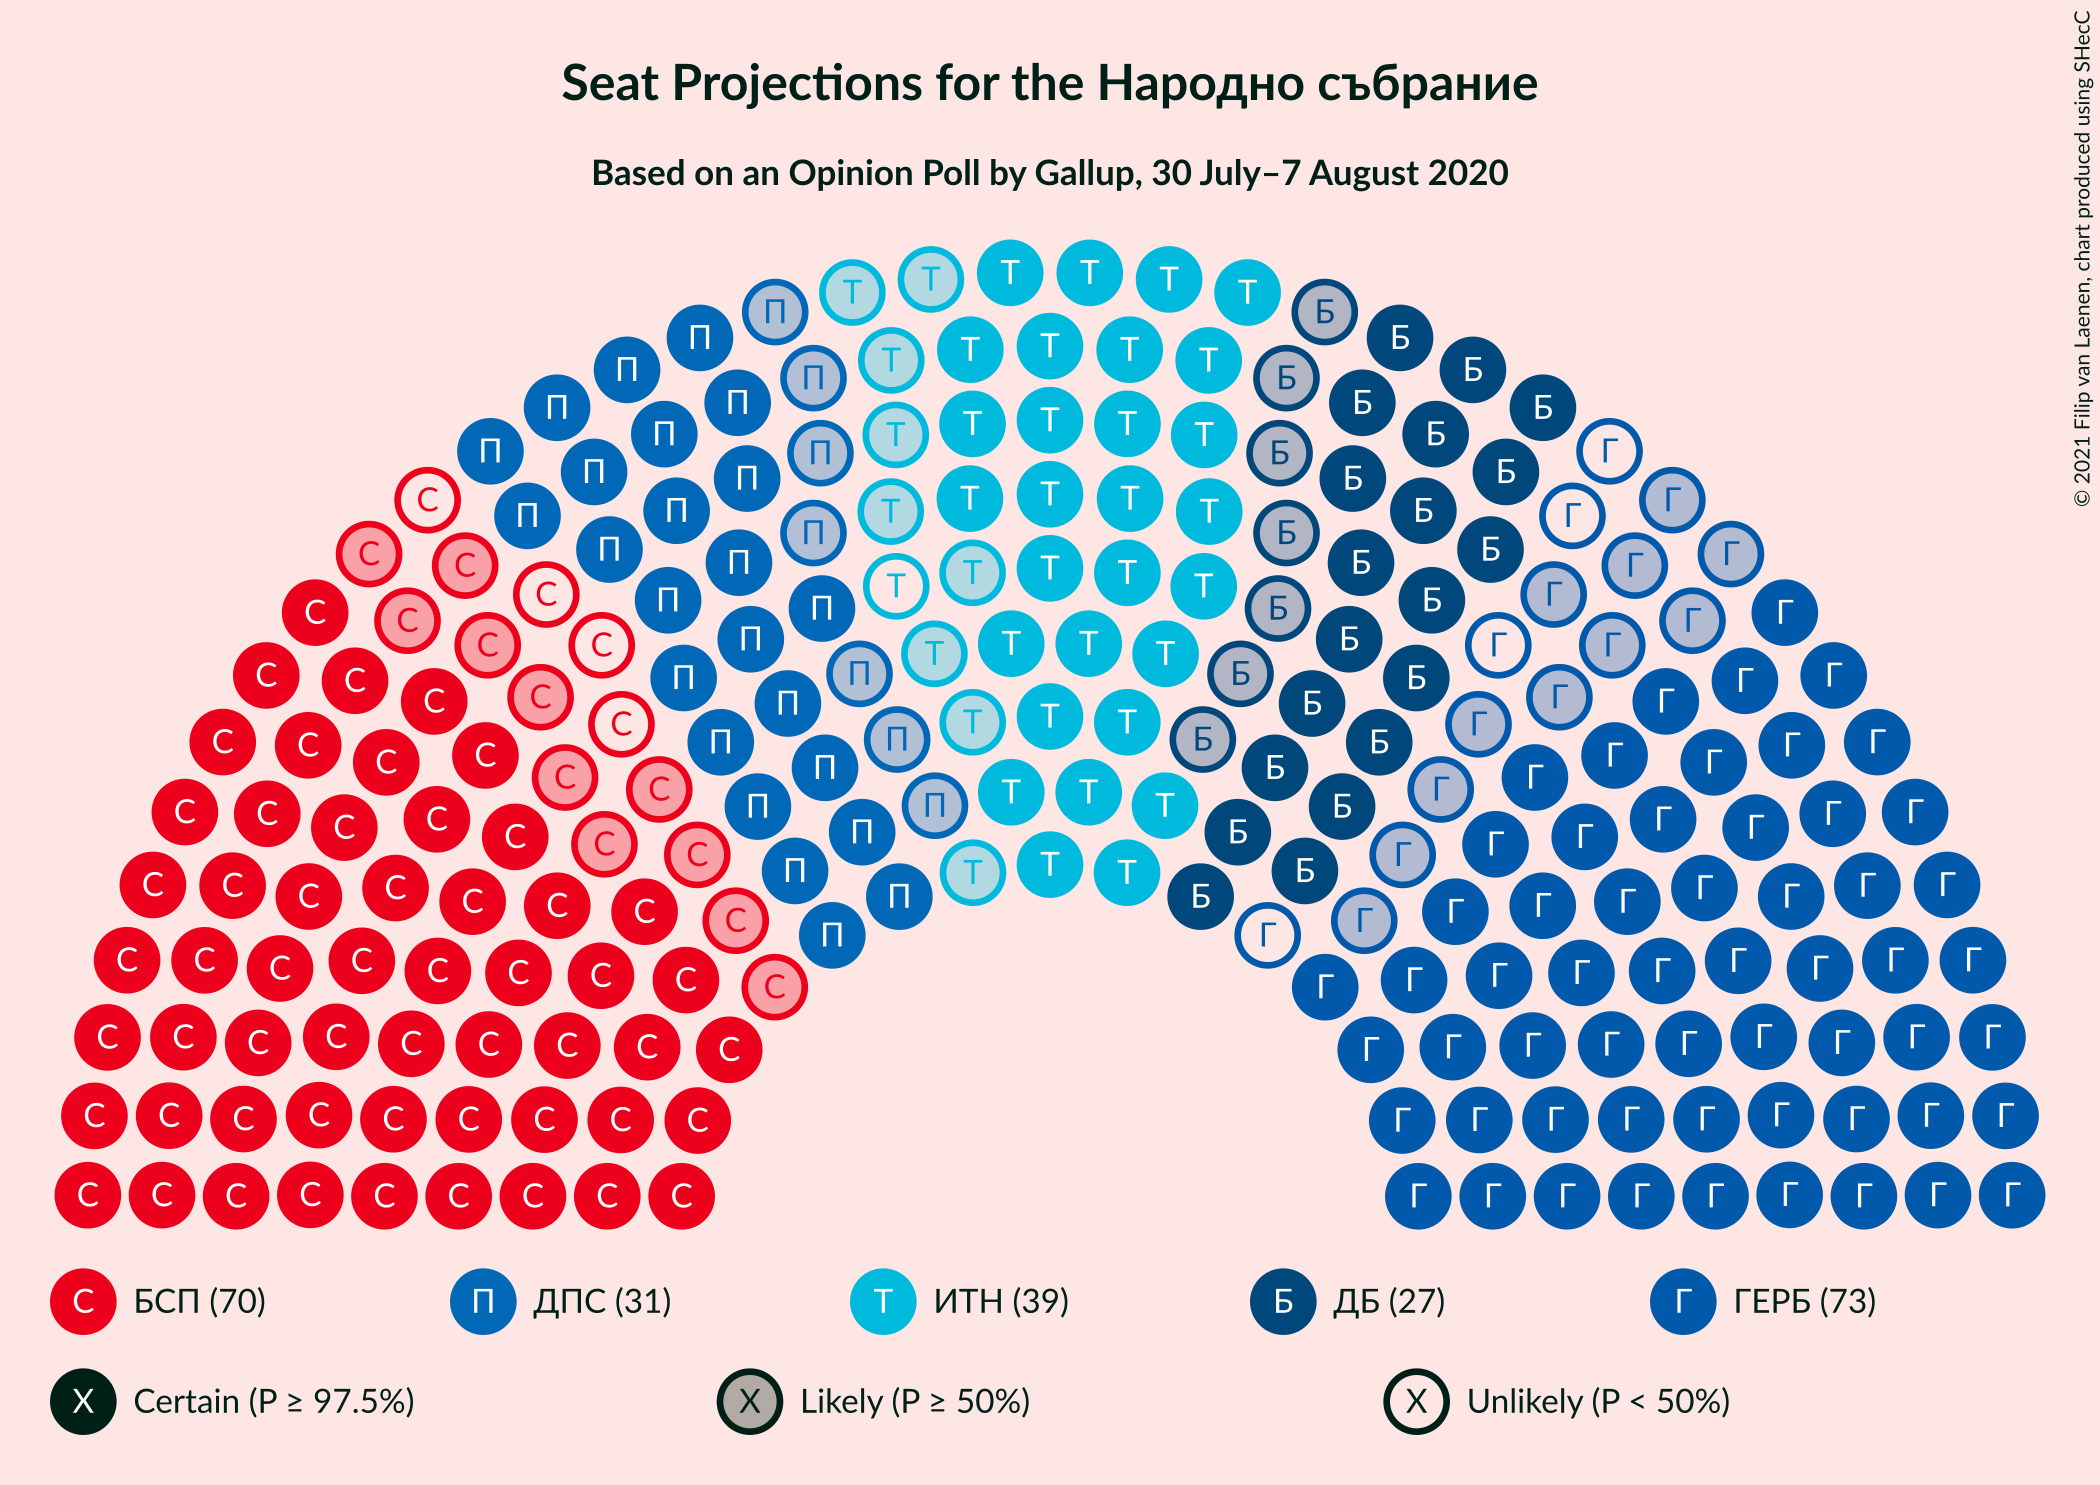 Seat Projections for the Народно събрание
Based on an Opinion Poll by Gallup, 30 July–7 August 2020
© 2021 Filip van Laenen, chart produced using SHecC
С БСП (70) П ДПС (31) Т ИТН (39) Б ДБ (27) Г ГЕРБ (73)
X Certain (P ≥ 97.5%) X Likely (P ≥ 50%) X Unlikely (P < 50%)